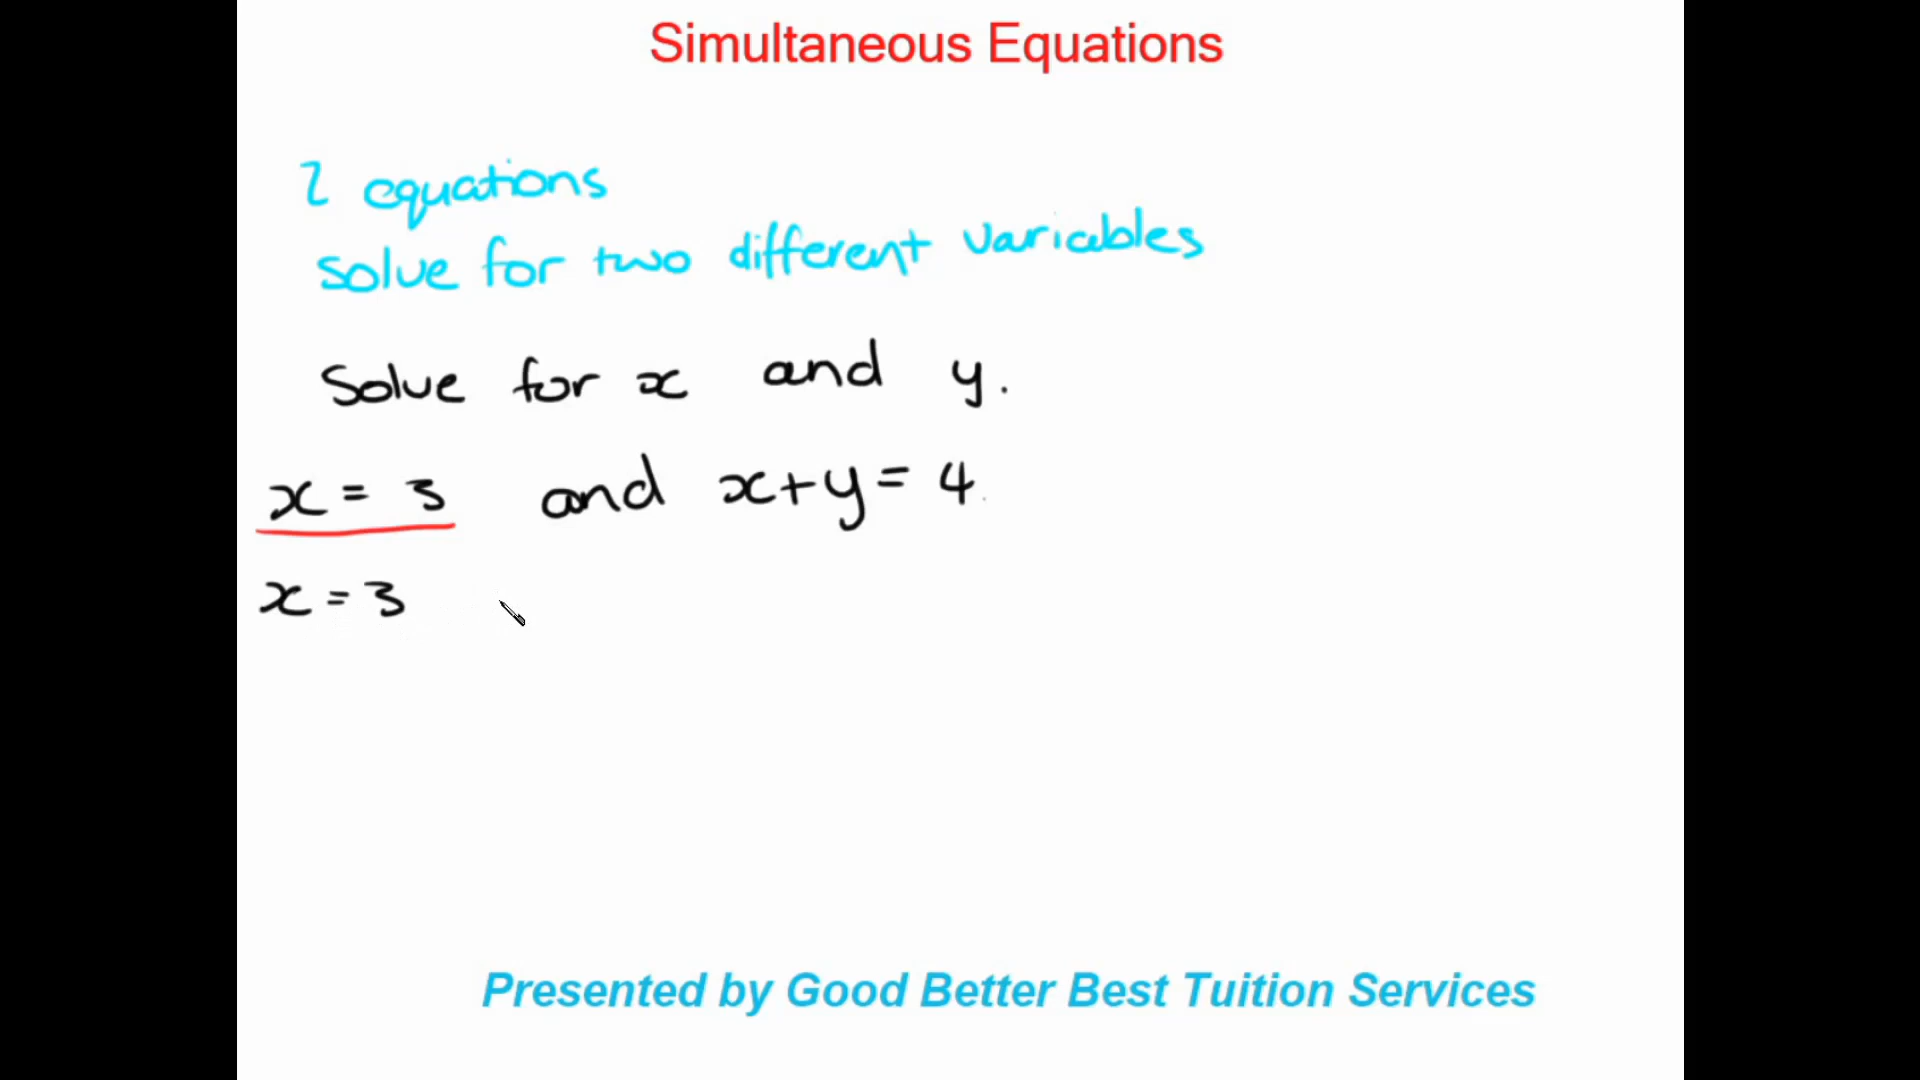 Simultaneous Equations
2 equations
solve for two different variables
Solve for x and y.
x = 3 and x+y = 4
x = 3
Presented by Good Better Best Tuition Services